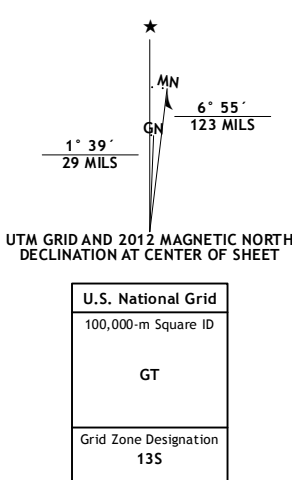 ★
MN
GN
6° 55´
123 MILS
1° 39´
29 MILS
UTM GRID AND 2012 MAGNETIC NORTH
DECLINATION AT CENTER OF SHEET
U.S. National Grid
100,000-m Square ID
GT
Grid Zone Designation
13S